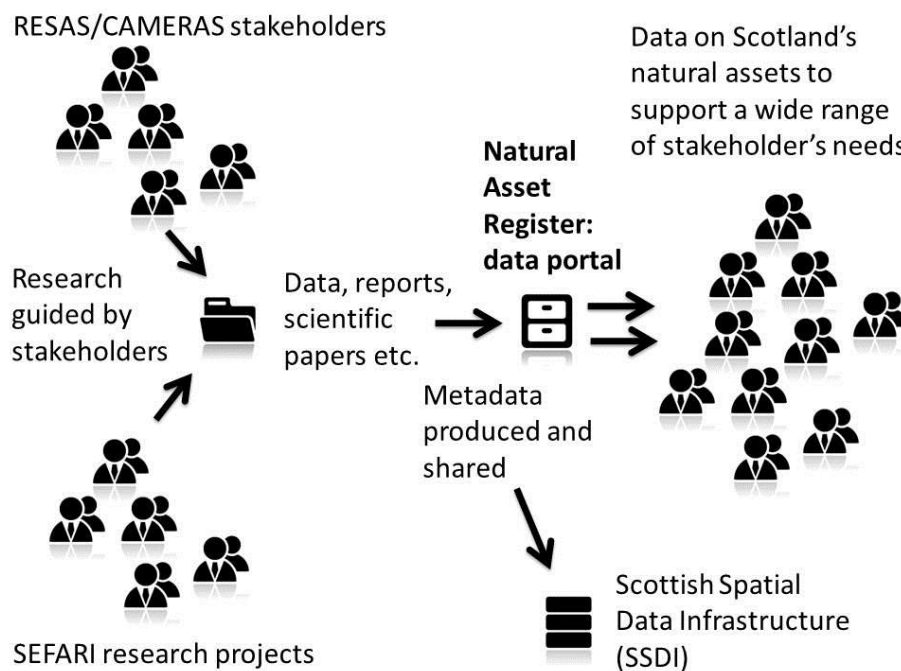 RESAS/CAMERAS stakeholders
Data on Scotland's
natural assets to
support a wide range
of stakeholder's needs
Natural
Asset
Register:
data portal
Research
guided by
stakeholders
Data, reports,
scientific
papers etc.
Metadata
produced and
shared
SEFARI research projects
Scottish Spatial
Data Infrastructure
(SSDI)